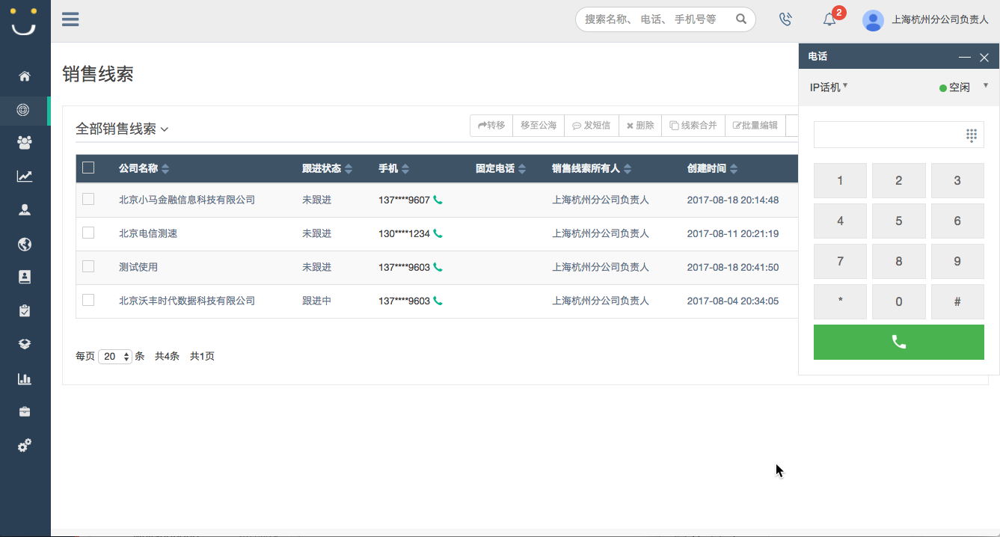 搜索名称、 电话、 手机号等
2
上海杭州分公司负责人
销售线索
全部销售线索
转移 移至公海 发短信 删除 线索合并 批量编辑
公司名称 跟进状态 手机 固定电话 销售线索所有人 创建时间
北京小马金融信息科技有限公司 未跟进 137****9607 上海杭州分公司负责人 2017-08-18 20:14:48
北京电信测速 未跟进 130****1234 上海杭州分公司负责人 2017-08-11 20:21:19
测试使用 未跟进 137****9603 上海杭州分公司负责人 2017-08-18 20:41:50
北京沃丰时代数据科技有限公司 跟进中 137****9603 上海杭州分公司负责人 2017-08-04 20:34:05
每页 20 条 共4条 共1页
电话
IP话机 空闲
1 2 3
4 5 6
7 8 9
* 0 #